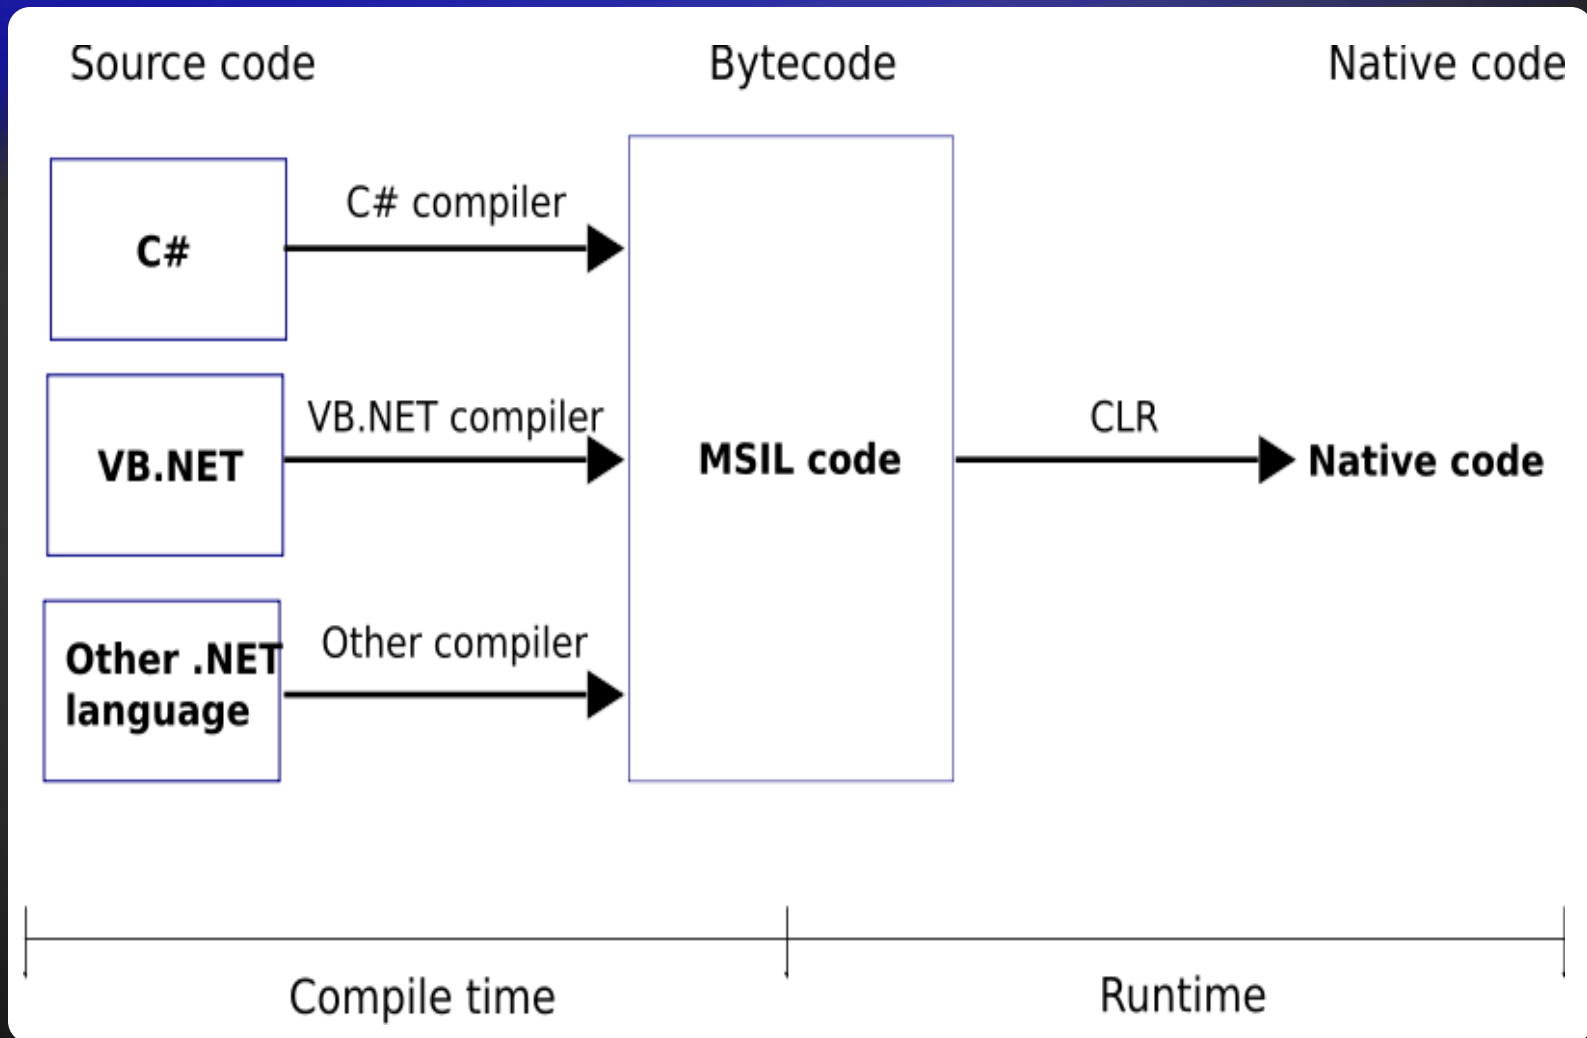 Source code
Bytecode
Native code
C#
C# compiler
VB.NET
VB.NET compiler
MSIL code
CLR
Native code
Other .NET
language
Other compiler
Compile time
Runtime